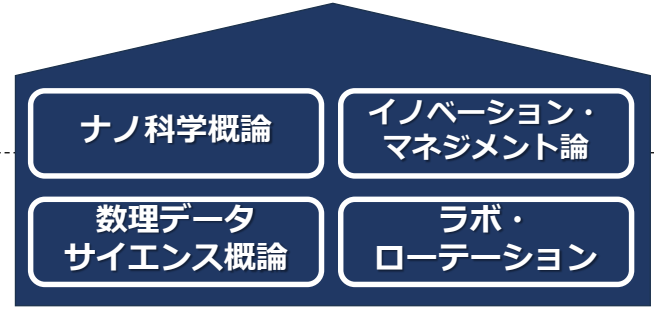 ナノ科学概論
イノベーション・
マネジメント論
数理データ
サイエンス概論
ラボ・
ローテーション